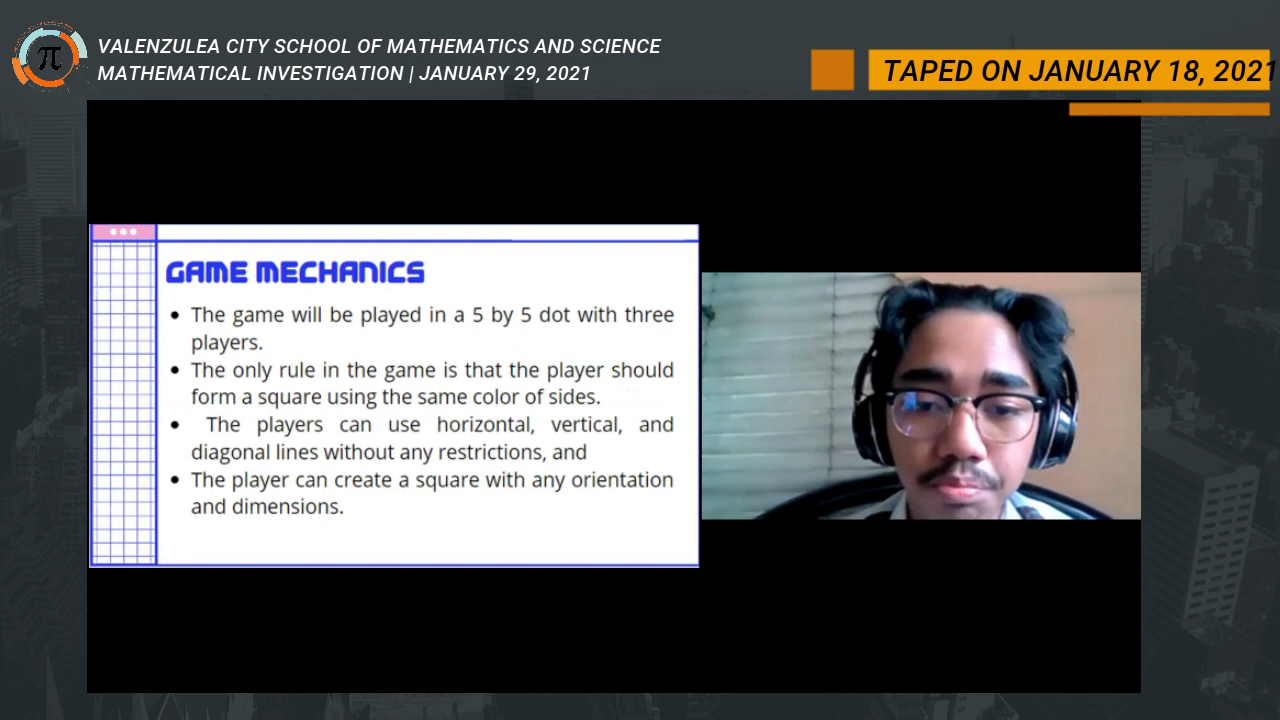 VALENZULEA CITY SCHOOL OF MATHEMATICS AND SCIENCE
MATHEMATICAL INVESTIGATION | JANUARY 29, 2021
TAPED ON JANUARY 18, 2021
π
GAME MECHANICS
• The game will be played in a 5 by 5 dot with three
players.
• The only rule in the game is that the player should
form a square using the same color of sides.
• The players can use horizontal, vertical, and
diagonal lines without any restrictions, and
• The player can create a square with any orientation
and dimensions.